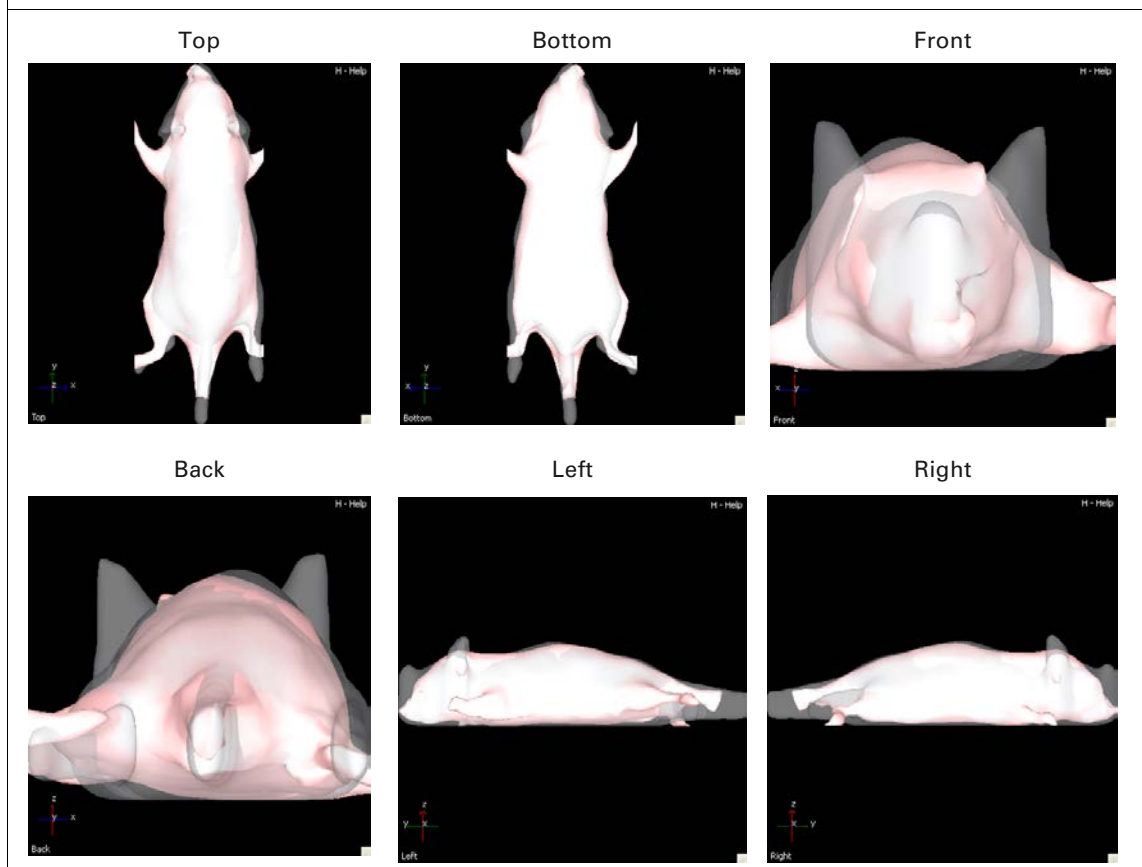 Top
Bottom
Front
H - Help
H - Help
H - Help
y
z x
Top
y
x z
Bottom
z
x y
Front
Back
Left
Right
H - Help
H - Help
H - Help
z
y x
Back
z
y x
Left
z
x y
Right